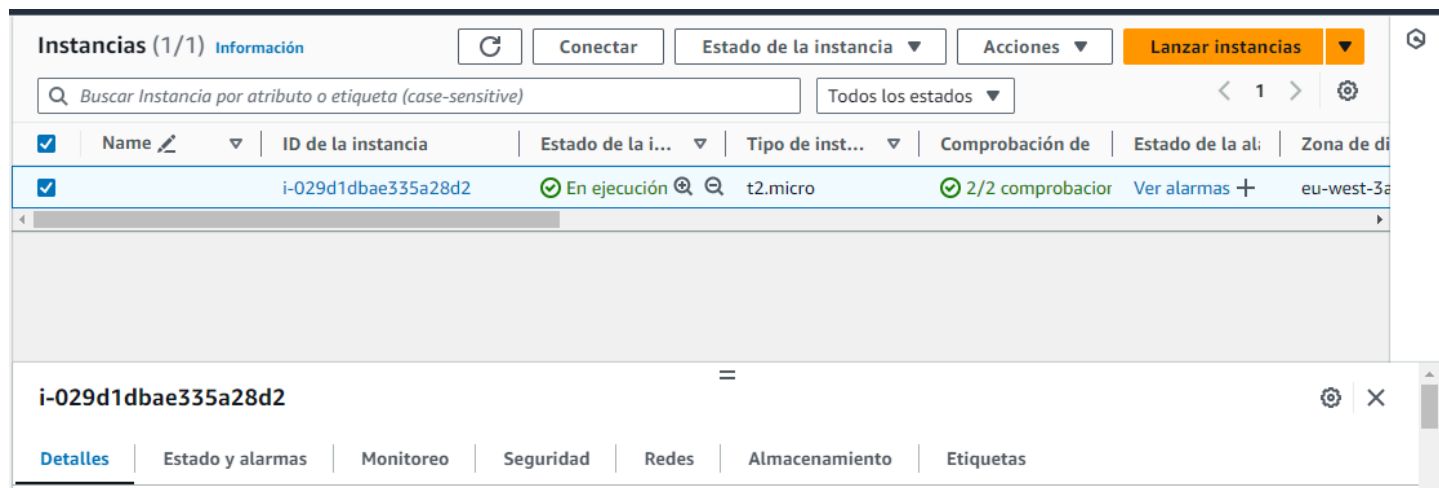 Instancias (1/1) Información Conectar Estado de la instancia Acciones Lanzar instancias
Buscar Instancia por atributo o etiqueta (case-sensitive) Todos los estados 1
Name ID de la instancia Estado de la i... Tipo de inst... Comprobación de Estado de la ala Zona de di
i-029d1dbae335a28d2 En ejecución t2.micro 2/2 comprobacion Ver alarmas eu-west-3a
i-029d1dbae335a28d2
Detalles Estado y alarmas Monitoreo Seguridad Redes Almacenamiento Etiquetas